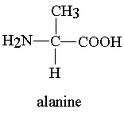 CH3
H2N—C—COOH
H
alanine